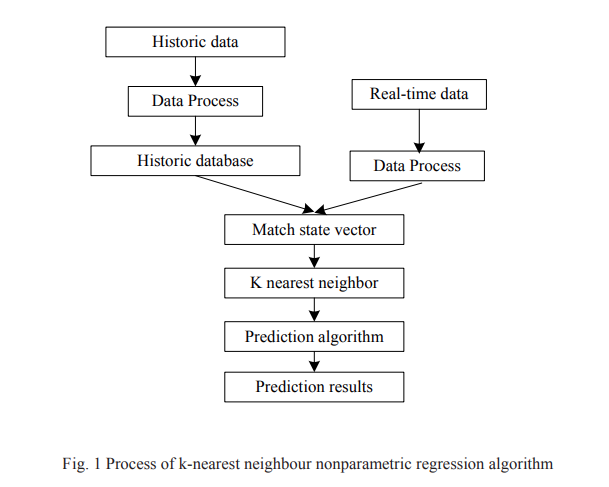 Historic data
Data Process
Historic database
Real-time data
Data Process
Match state vector
K nearest neighbor
Prediction algorithm
Prediction results
Fig. 1 Process of k-nearest neighbour nonparametric regression algorithm